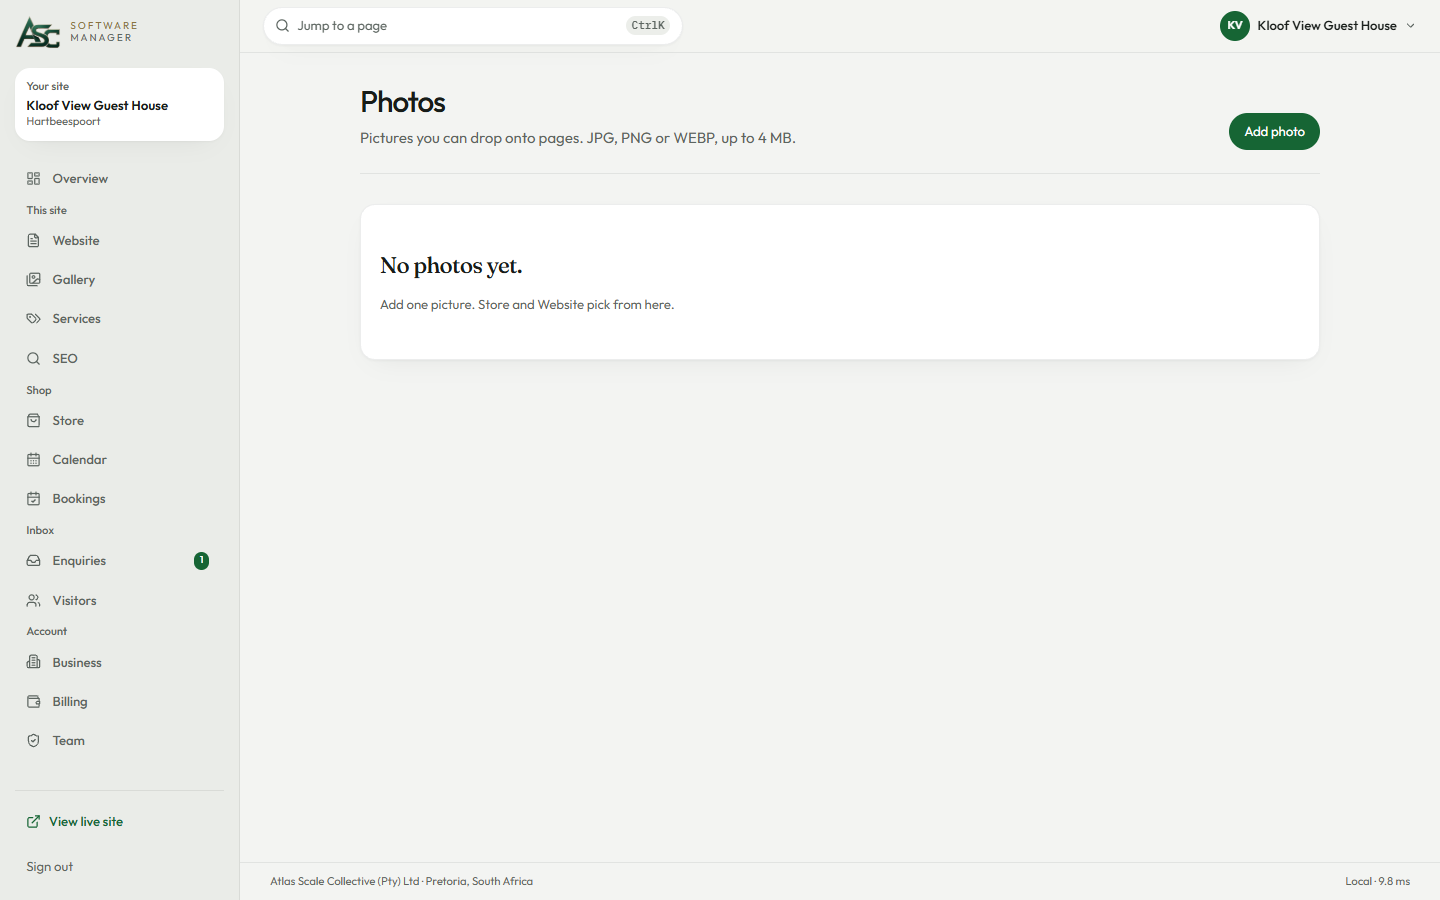 ASC SOFTWARE
MANAGER
Your site
Kloof View Guest House
Hartbeespoort
Overview
This site
Website
Gallery
Services
SEO
Shop
Store
Calendar
Bookings
Inbox
Enquiries 1
Visitors
Account
Business
Billing
Team
View live site
Sign out
Jump to a page CtrlK
KV Kloof View Guest House
Photos
Pictures you can drop onto pages. JPG, PNG or WEBP, up to 4 MB.
Add photo
No photos yet.
Add one picture. Store and Website pick from here.
Atlas Scale Collective (Pty) Ltd · Pretoria, South Africa
Local · 9.8 ms